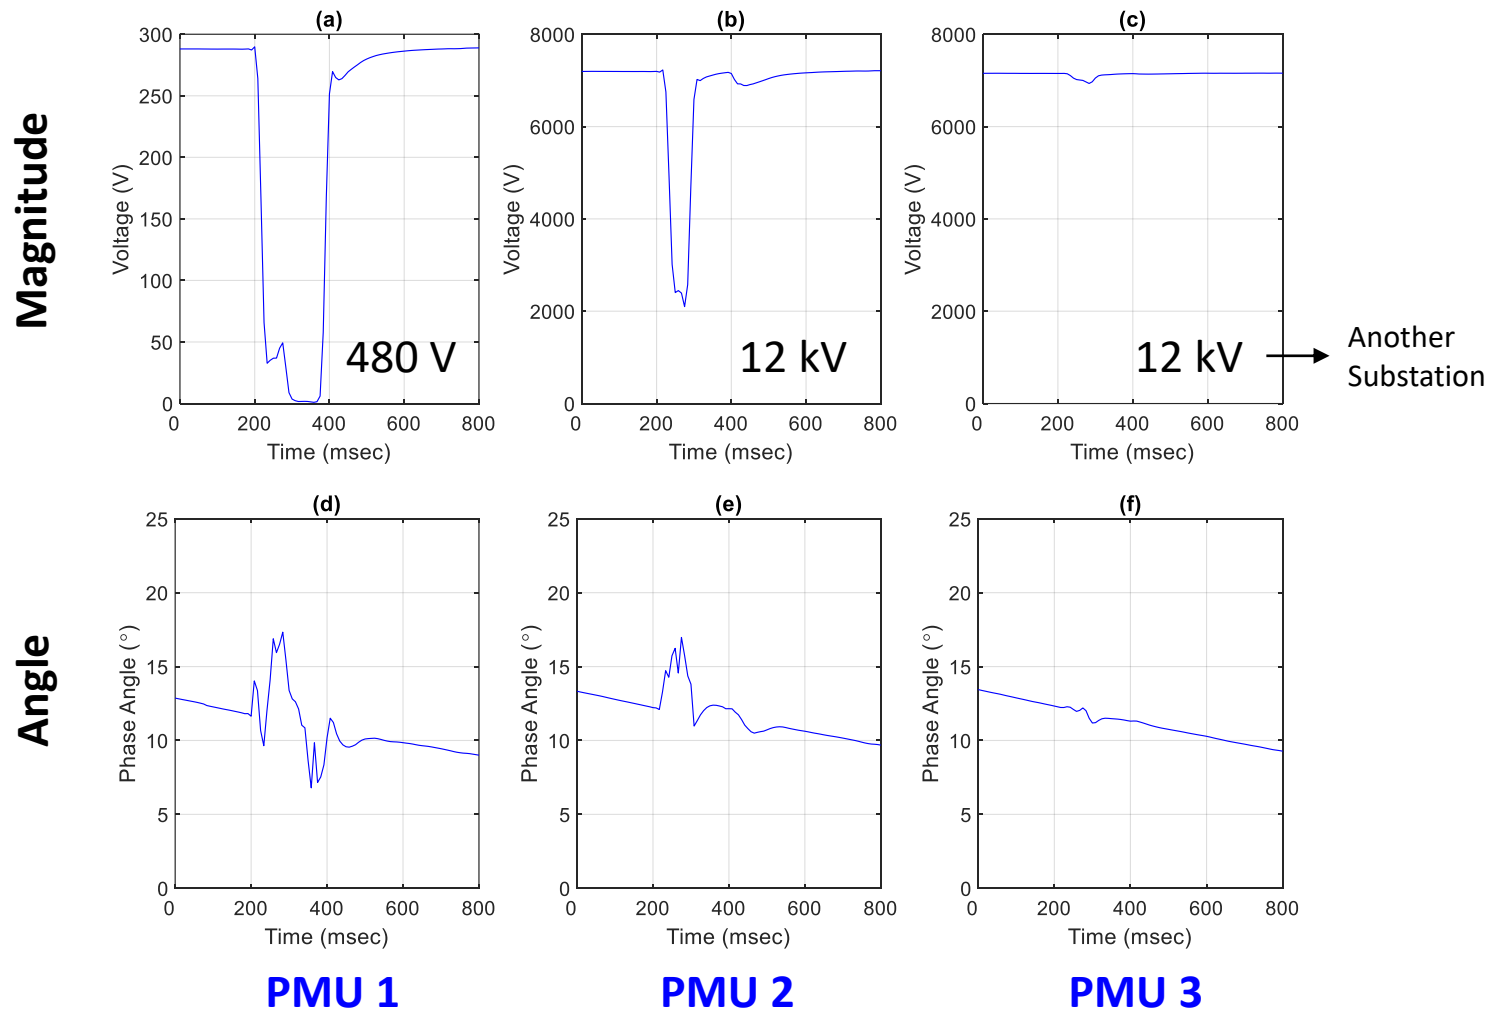 Magnitude
(a)
300
250
200
150
100
50
0
Voltage (V)
480 V
0 200 400 600 800
Time (msec)
(b)
8000
6000
4000
2000
0
Voltage (V)
12 kV
0 200 400 600 800
Time (msec)
(c)
8000
6000
4000
2000
0
Voltage (V)
12 kV
Another
Substation
0 200 400 600 800
Time (msec)
Angle
(d)
25
20
15
10
5
0
Phase Angle (°)
0 200 400 600 800
Time (msec)
PMU 1
(e)
25
20
15
10
5
0
Phase Angle (°)
0 200 400 600 800
Time (msec)
PMU 2
(f)
25
20
15
10
5
0
Phase Angle (°)
0 200 400 600 800
Time (msec)
PMU 3